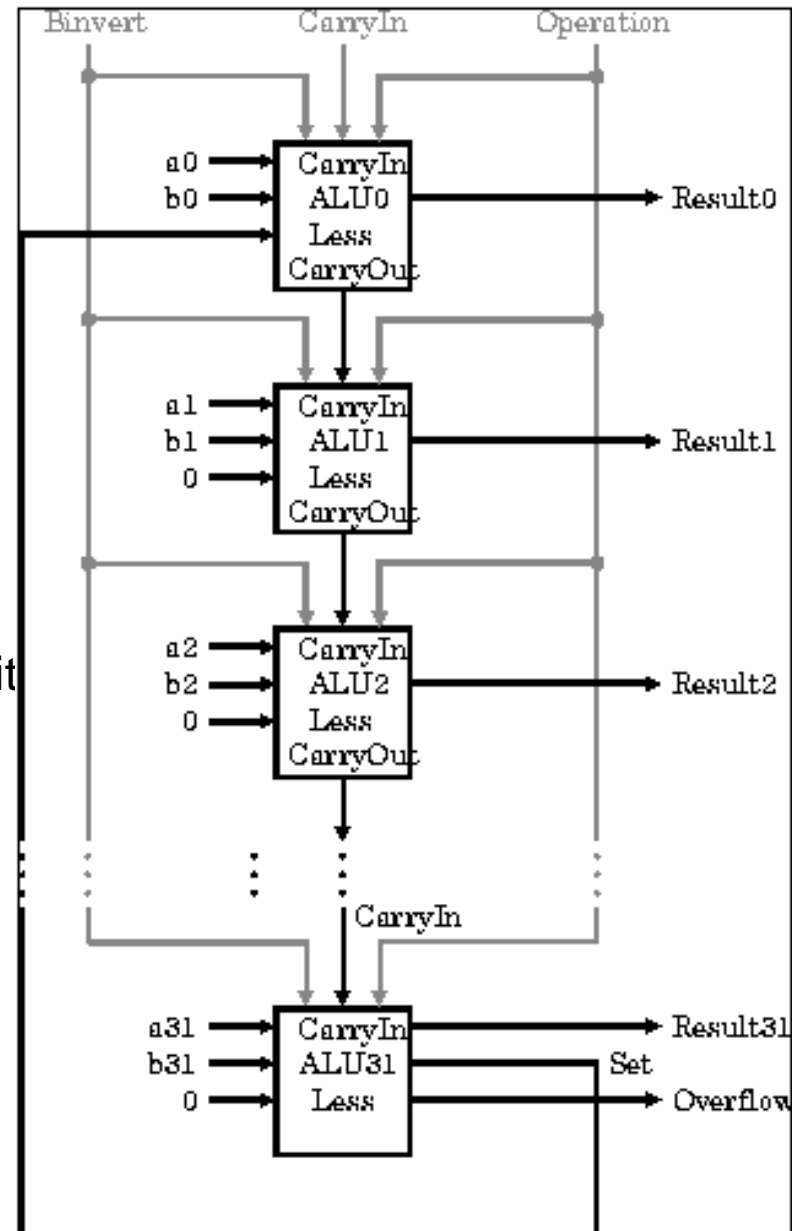 Binvert CarryIn Operation
a0 CarryIn
b0 ALU0 Result0
Less
CarryOut
a1 CarryIn
b1 ALU1 Result1
0 Less
CarryOut
a2 CarryIn
it b2 ALU2 Result2
0 Less
CarryOut
CarryIn
a31 CarryIn Result31
b31 ALU31 Set
0 Less Overflow